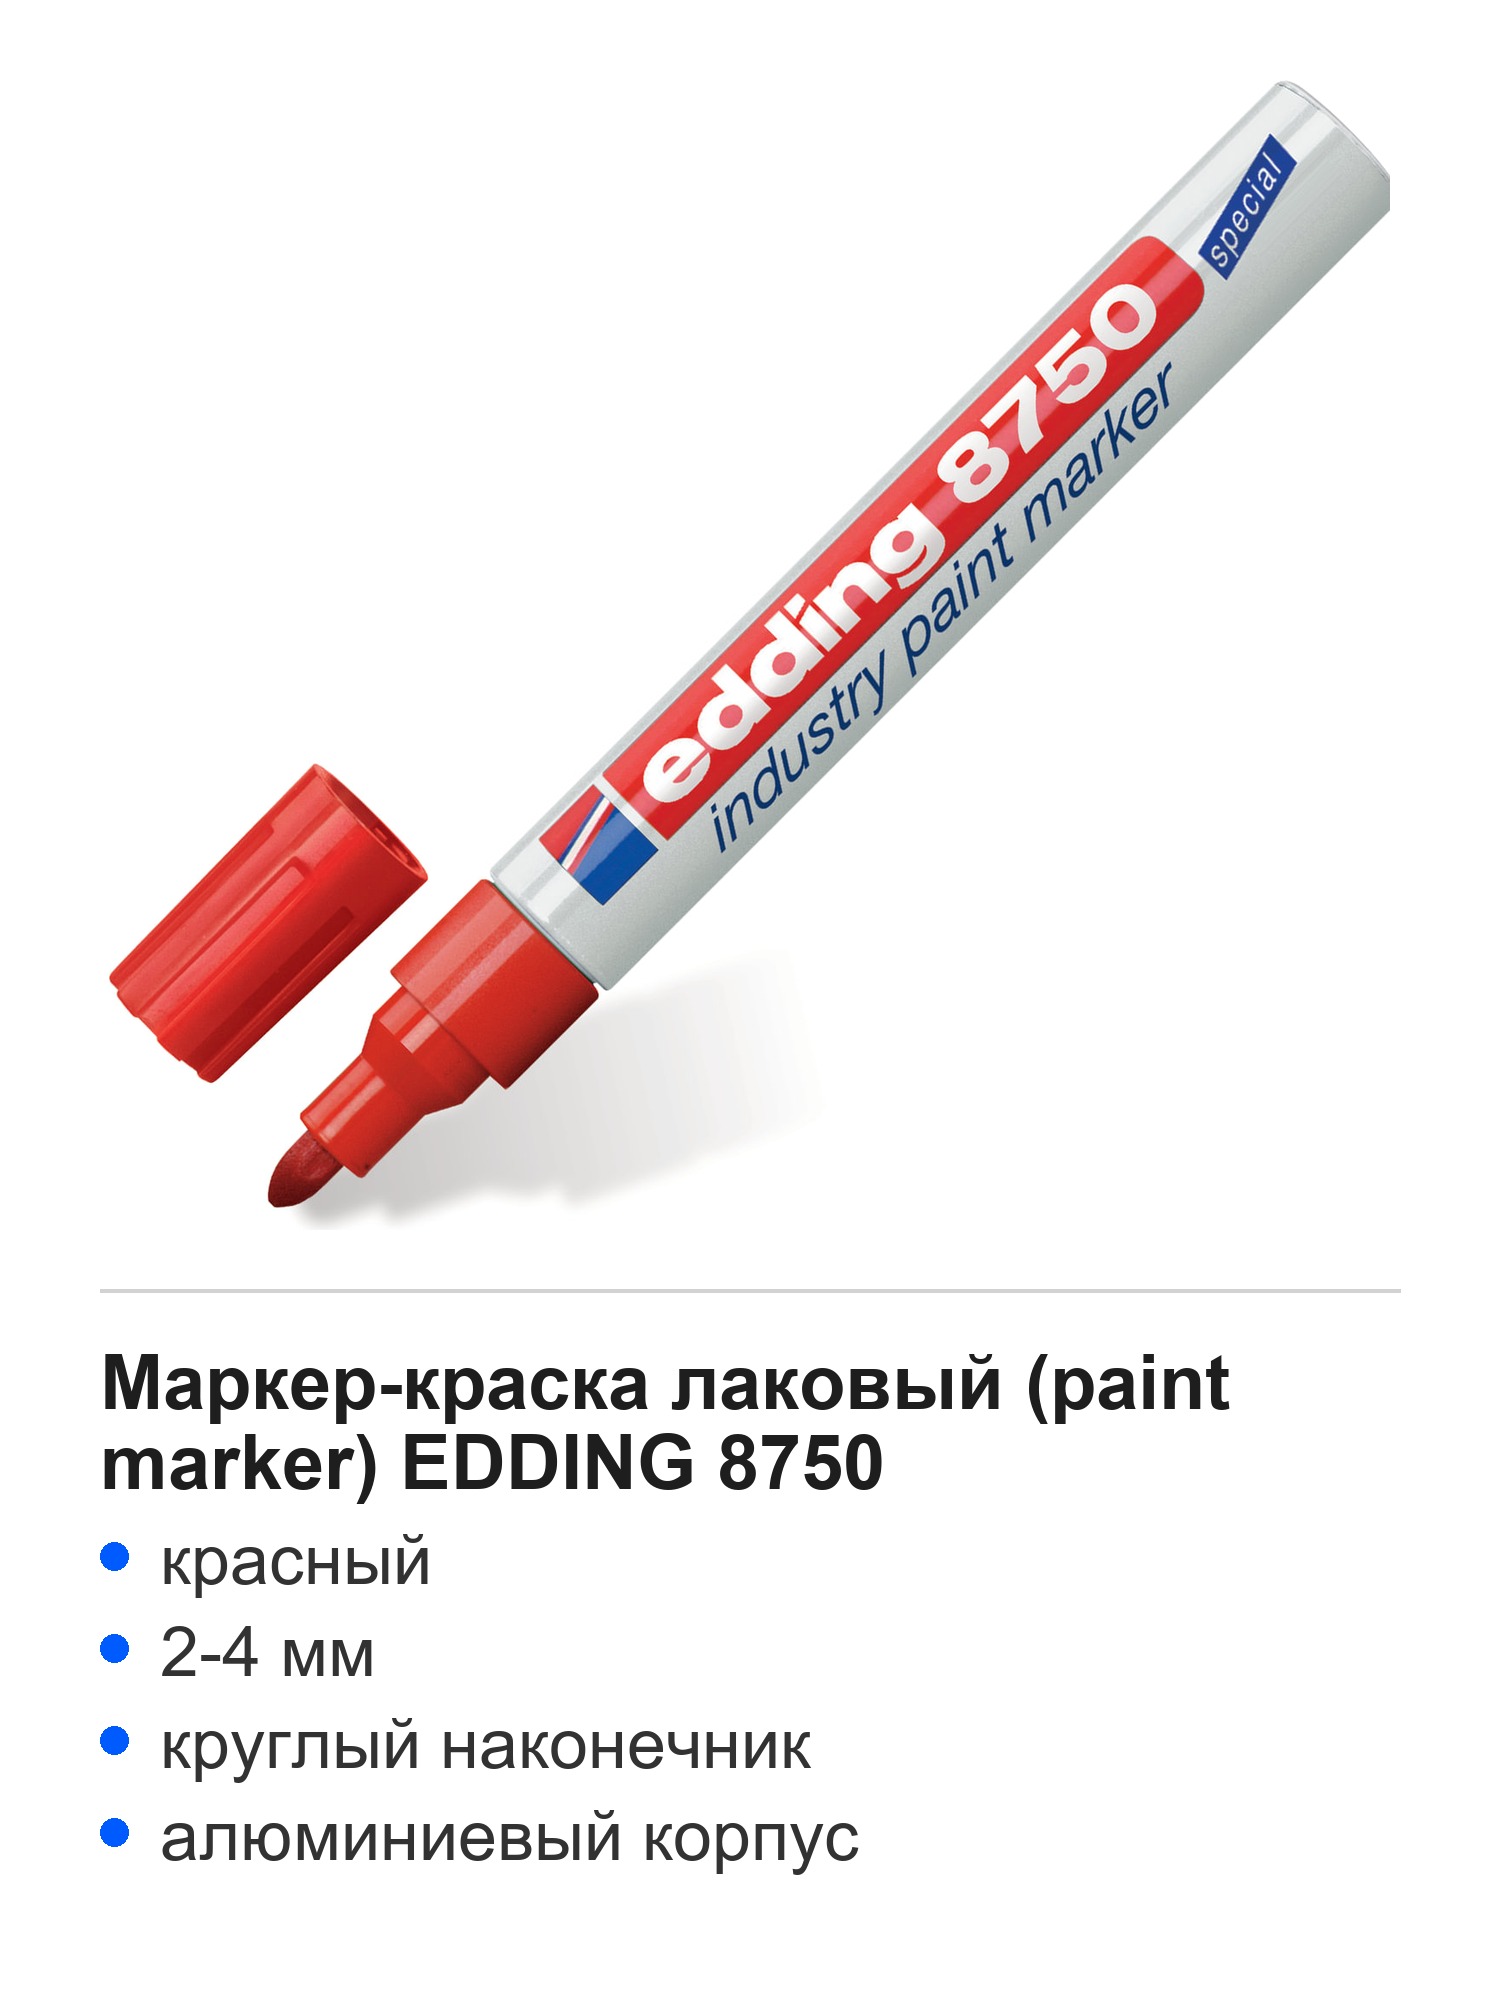 special
edding 8750
industry paint marker
Маркер-краска лаковый (paint
marker) EDDING 8750
красный
2-4 мм
круглый наконечник
алюминиевый корпус